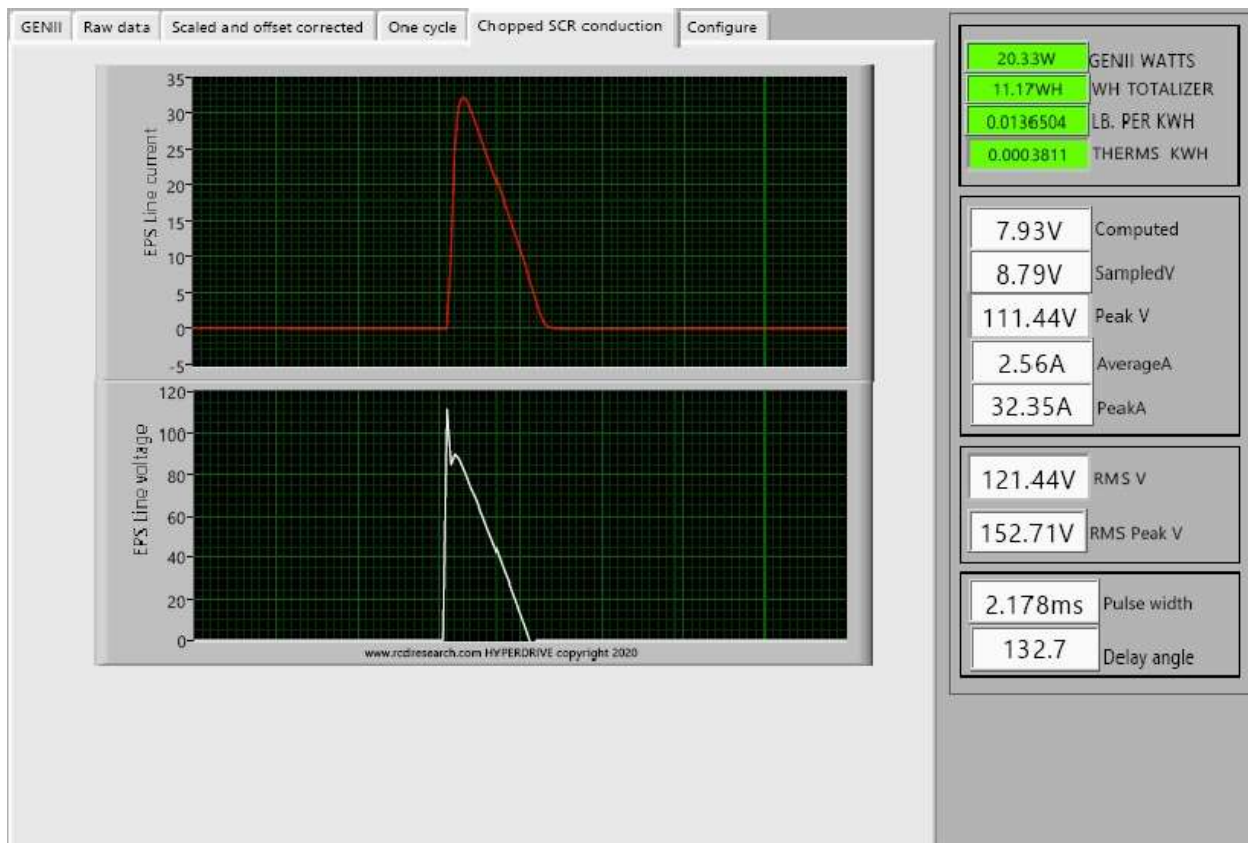 GENII Raw data Scaled and offset corrected One cycle Chopped SCR conduction Configure
EPS Line current
35
30
25
20
15
10
5
0
-5
EPS Line voltage
120
100
80
60
40
20
0
www.rcdiresearch.com HYPERDRIVE copyright 2020
20.33W GENII WATTS
11.17WH WH TOTALIZER
0.0136504 LB. PER KWH
0.0003811 THERMS KWH
7.93V Computed
8.79V SampledV
111.44V Peak V
2.56A AverageA
32.35A PeakA
121.44V RMS V
152.71V RMS Peak V
2.178ms Pulse width
132.7 Delay angle